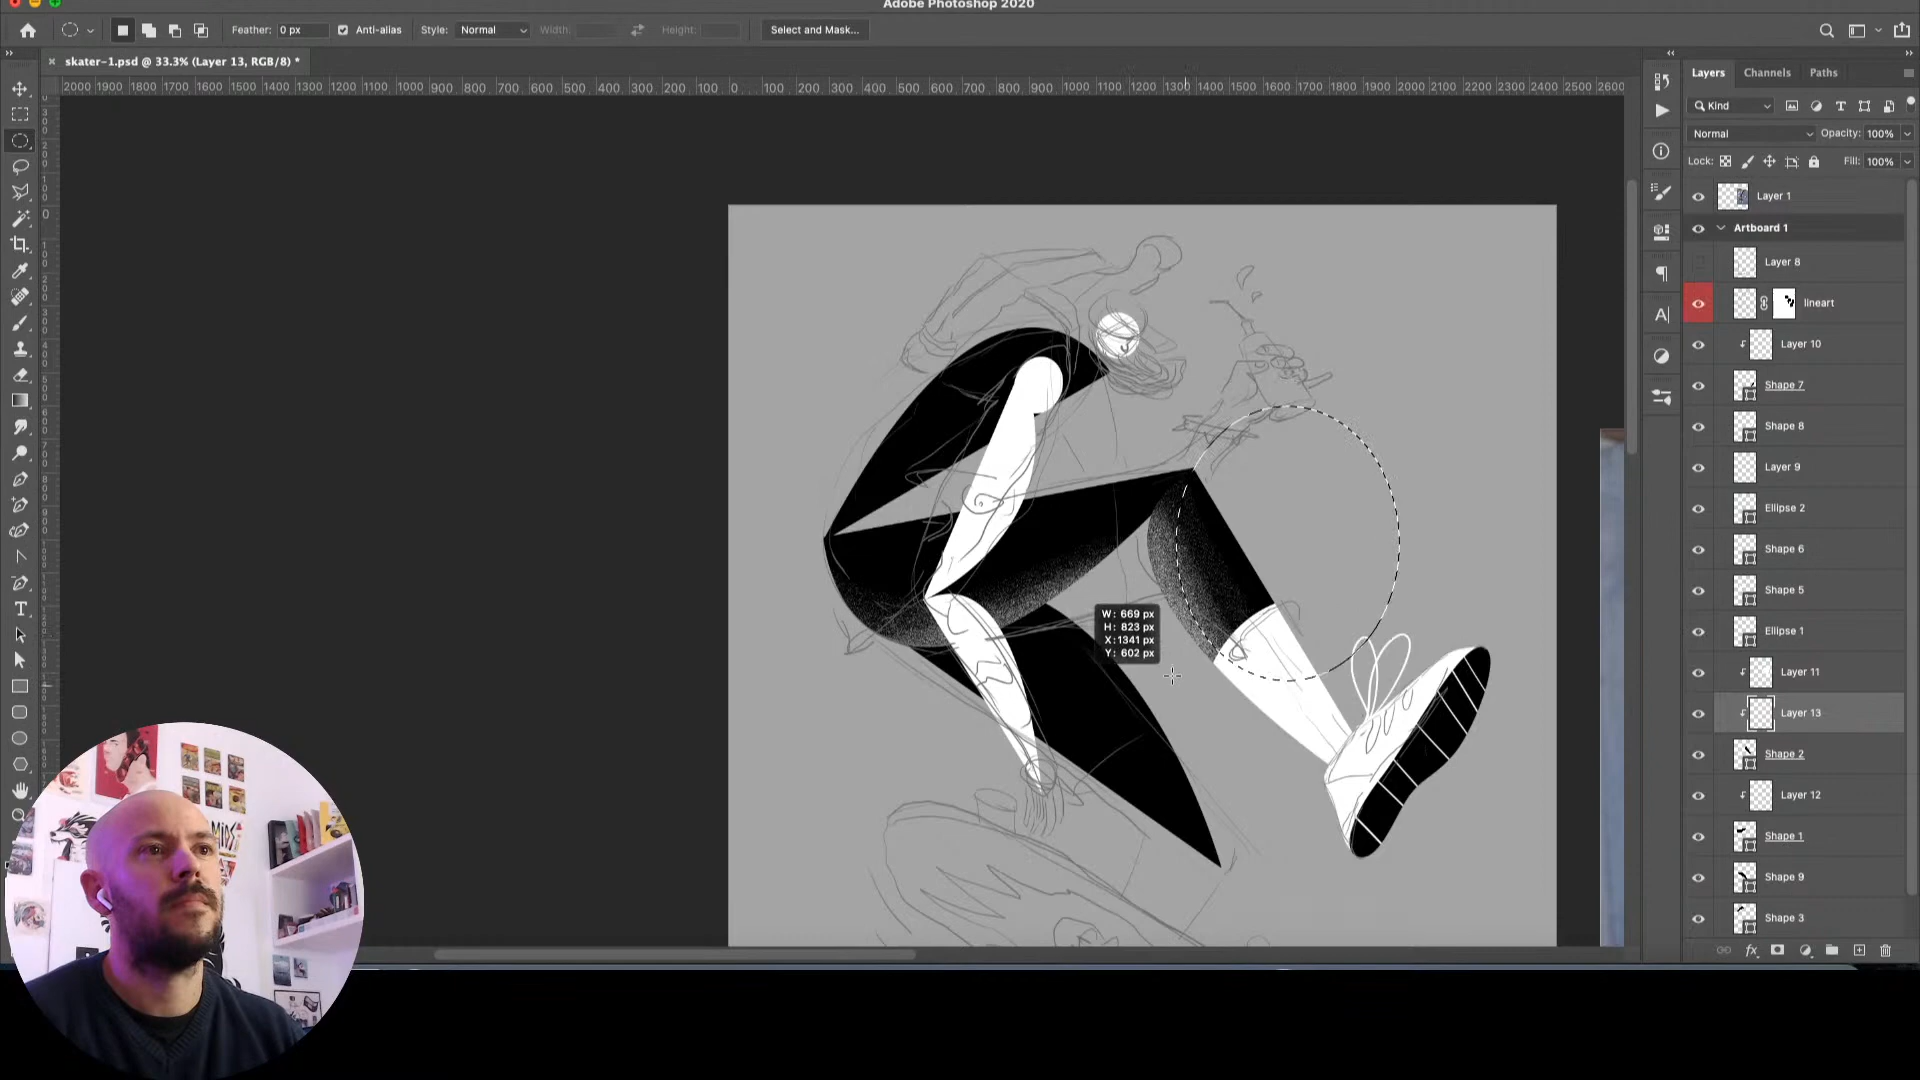 Adobe Photoshop 2020
Feather: 0 px Anti-alias Style: Normal Width: Height: Select and Mask...
skater-1.psd @ 33.3% (Layer 13, RGB/8) *
2000 1900 1800 1700 1600 1500 1400 1300 1200 1100 1000 900 800 700 600 500 400 300 200 100 0 100 200 300 400 500 600 700 800 900 1000 1100 1200 1300 1400 1500 1600 1700 1800 1900 2000 2100 2200 2300 2400 2500 2600
Layers Channels Paths
Kind
Normal Opacity: 100%
Lock: Fill: 100%
Layer 1
Artboard 1
Layer 8
lineart
Layer 10
Shape 7
Shape 8
Layer 9
Ellipse 2
Shape 6
Shape 5
Ellipse 1
Layer 11
Layer 13
Shape 2
Layer 12
Shape 1
Shape 9
Shape 3
W: 669 px
H: 823 px
X: 1341 px
Y: 602 px